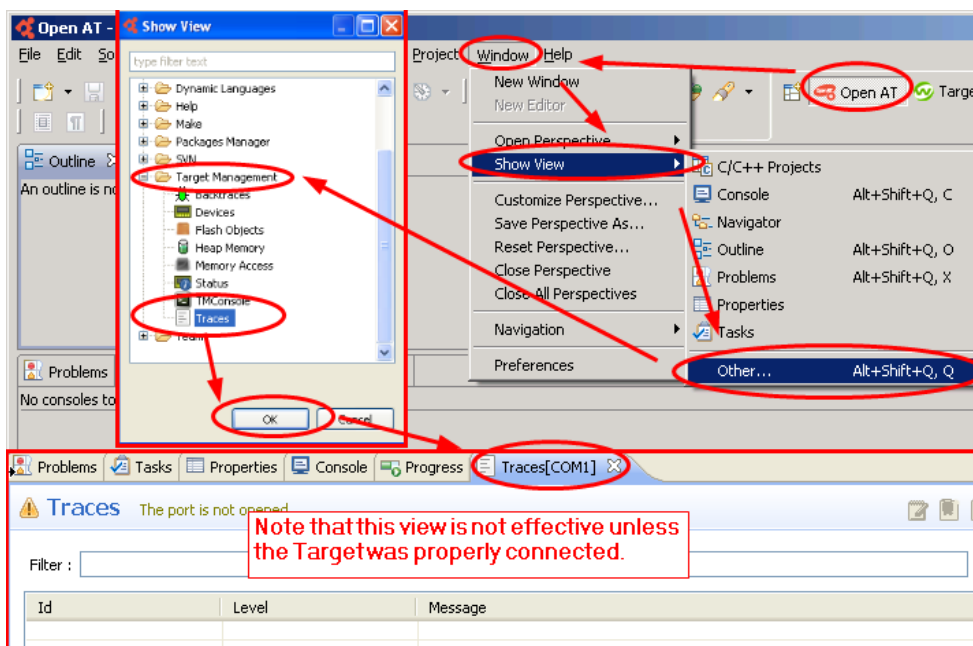 Open AT -
File Edit So
Outline
An outline is no
Problems
No consoles to
Show View
type filter text
Dynamic Languages
Help
Make
Packages Manager
SVN
Target Management
Backtraces
Devices
Flash Objects
Heap Memory
Memory Access
Status
TMConsole
Traces
Team
OK Cancel
Project Window Help
New Window
New Editor
Open Perspective
Show View
Customize Perspective...
Save Perspective As...
Reset Perspective...
Close Perspective
Close All Perspectives
Navigation
Preferences
Open AT Targe
C/C++ Projects
Console Alt+Shift+Q, C
Navigator
Outline Alt+Shift+Q, O
Problems Alt+Shift+Q, X
Properties
Tasks
Other... Alt+Shift+Q, Q
Problems Tasks Properties Console Progress Traces[COM1]
Traces The port is not opened
Note that this view is not effective unless
the Target was properly connected.
Filter :
Id Level Message